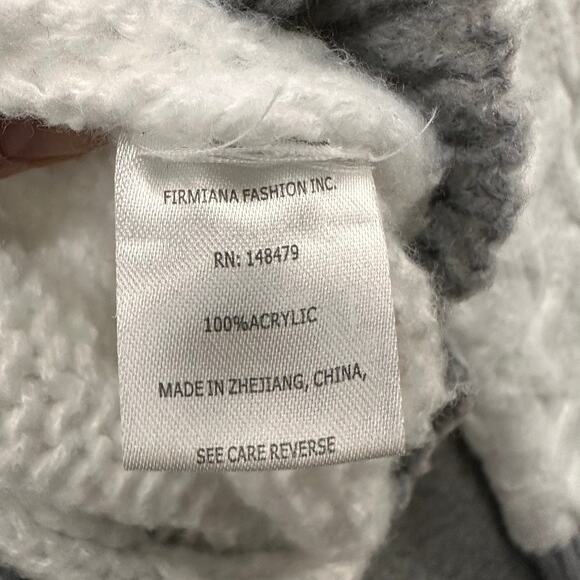 FIRMIANA FASHION INC.
RN: 148479
100%ACRYLIC
MADE IN ZHEJIANG, CHINA,
SEE CARE REVERSE